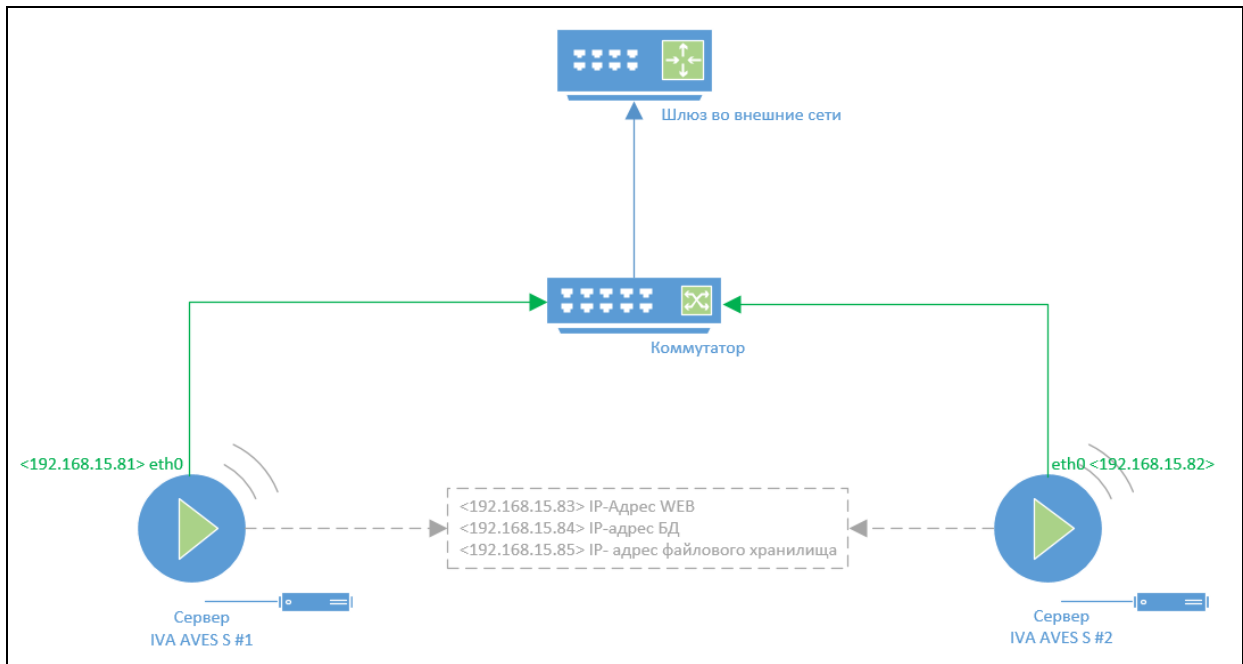 Шлюз во внешние сети
Коммутатор
<192.168.15.81> eth0
eth0 <192.168.15.82>
<192.168.15.83> IP-Адрес WEB
<192.168.15.84> IP-адрес БД
<192.168.15.85> IP- адрес файлового хранилища
Сервер
IVA AVES S #1
Сервер
IVA AVES S #2